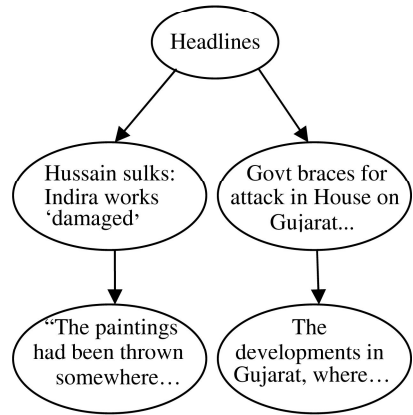 Headlines
Hussain sulks:
Indira works
‘damaged’
Govt braces for
attack in House on
Gujarat...
“The paintings
had been thrown
somewhere…
The
developments in
Gujarat, where…